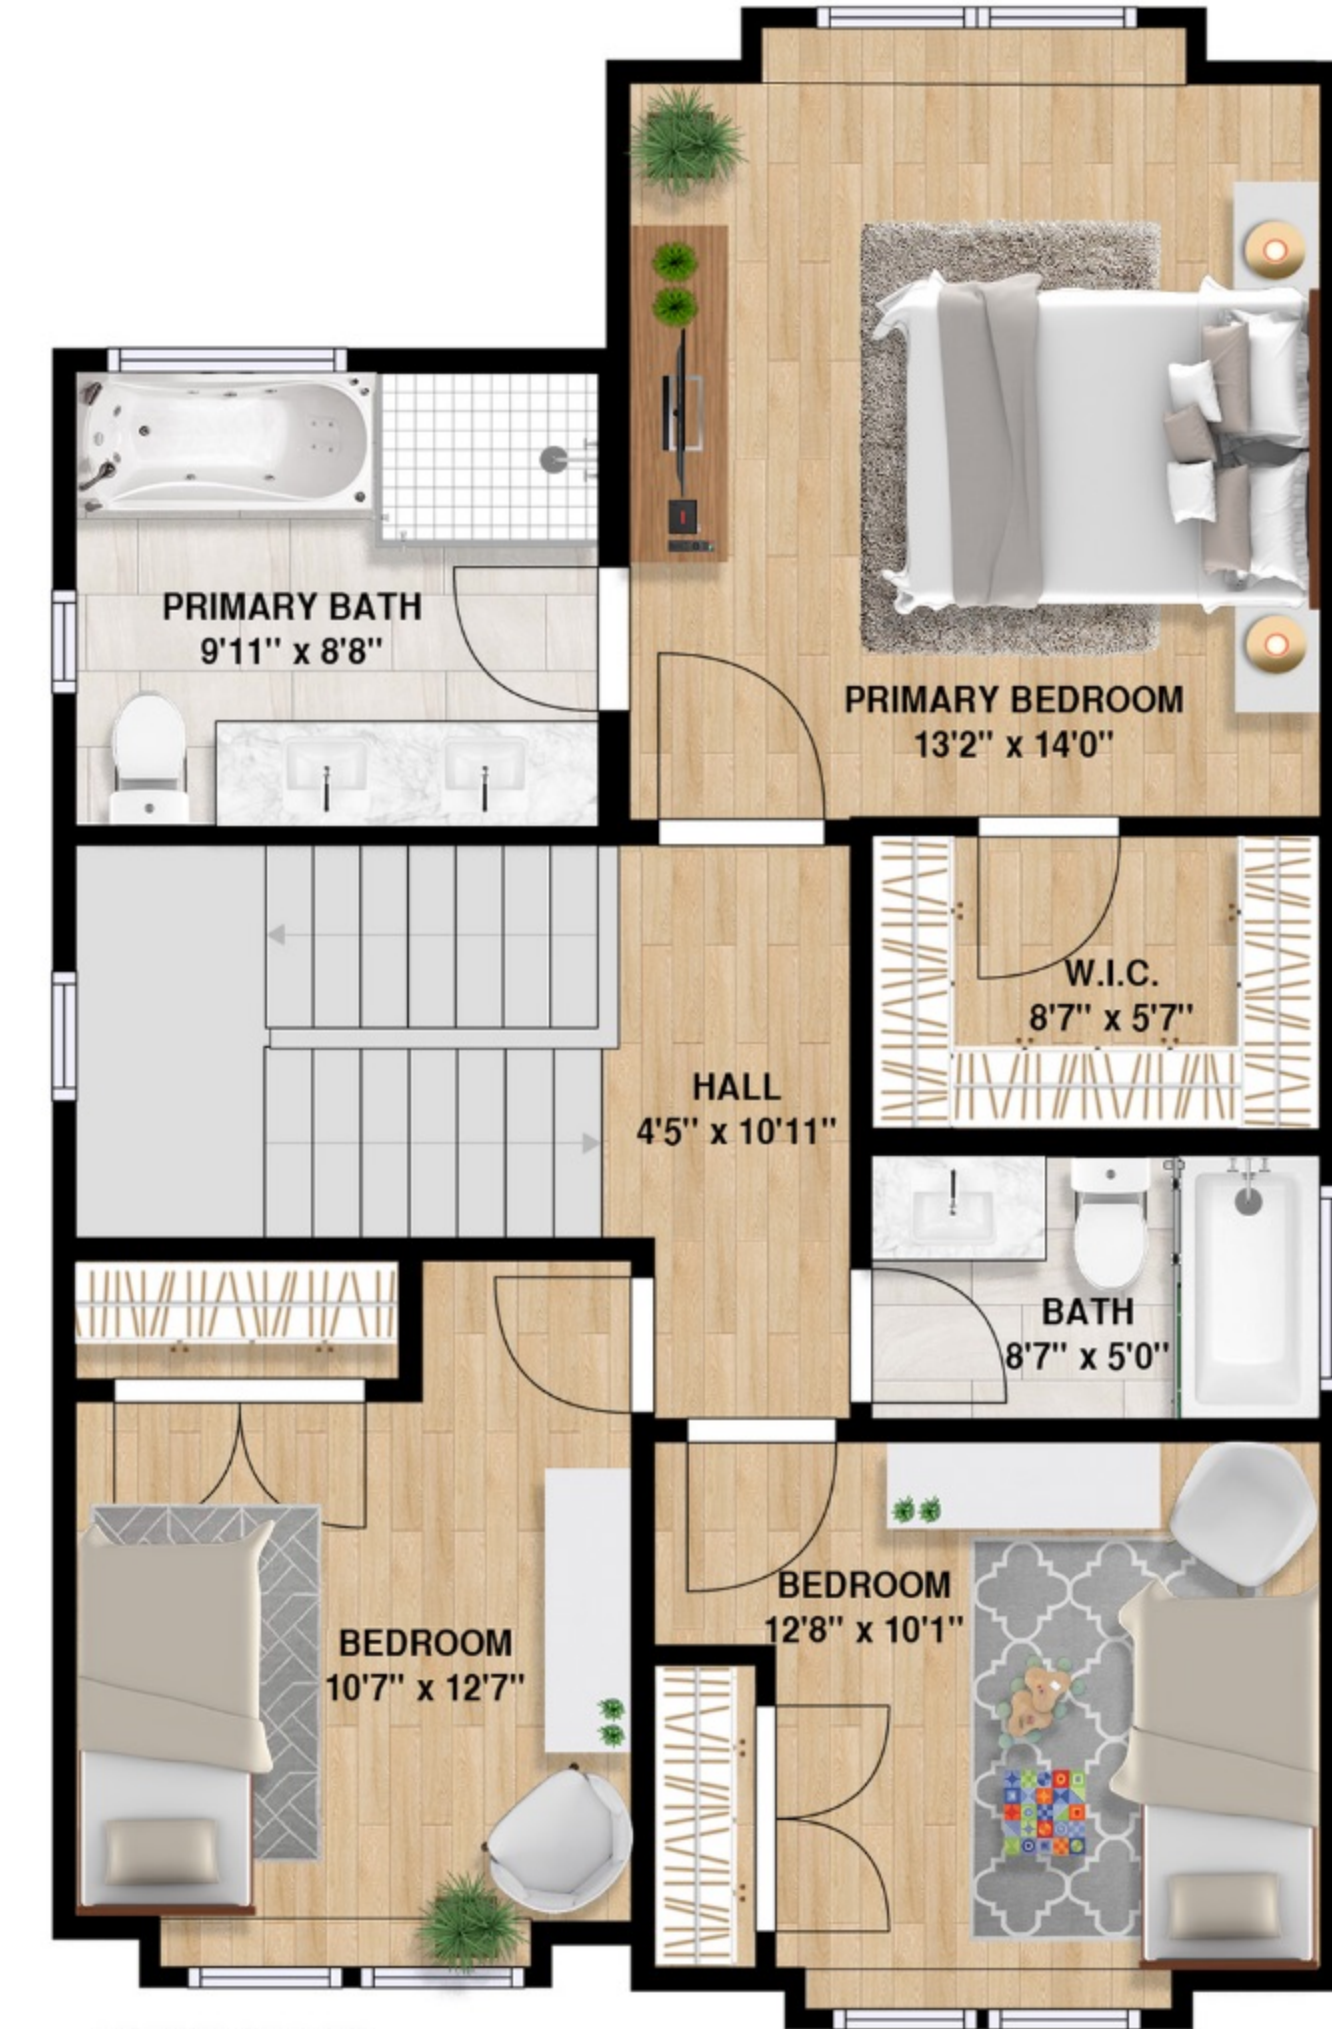 PRIMARY BATH
9'11" x 8'8"
PRIMARY BEDROOM
13'2" x 14'0"
W.I.C.
8'7" x 5'7"
HALL
4'5" x 10'11"
BATH
8'7" x 5'0"
BEDROOM
12'8" x 10'1"
BEDROOM
10'7" x 12'7"